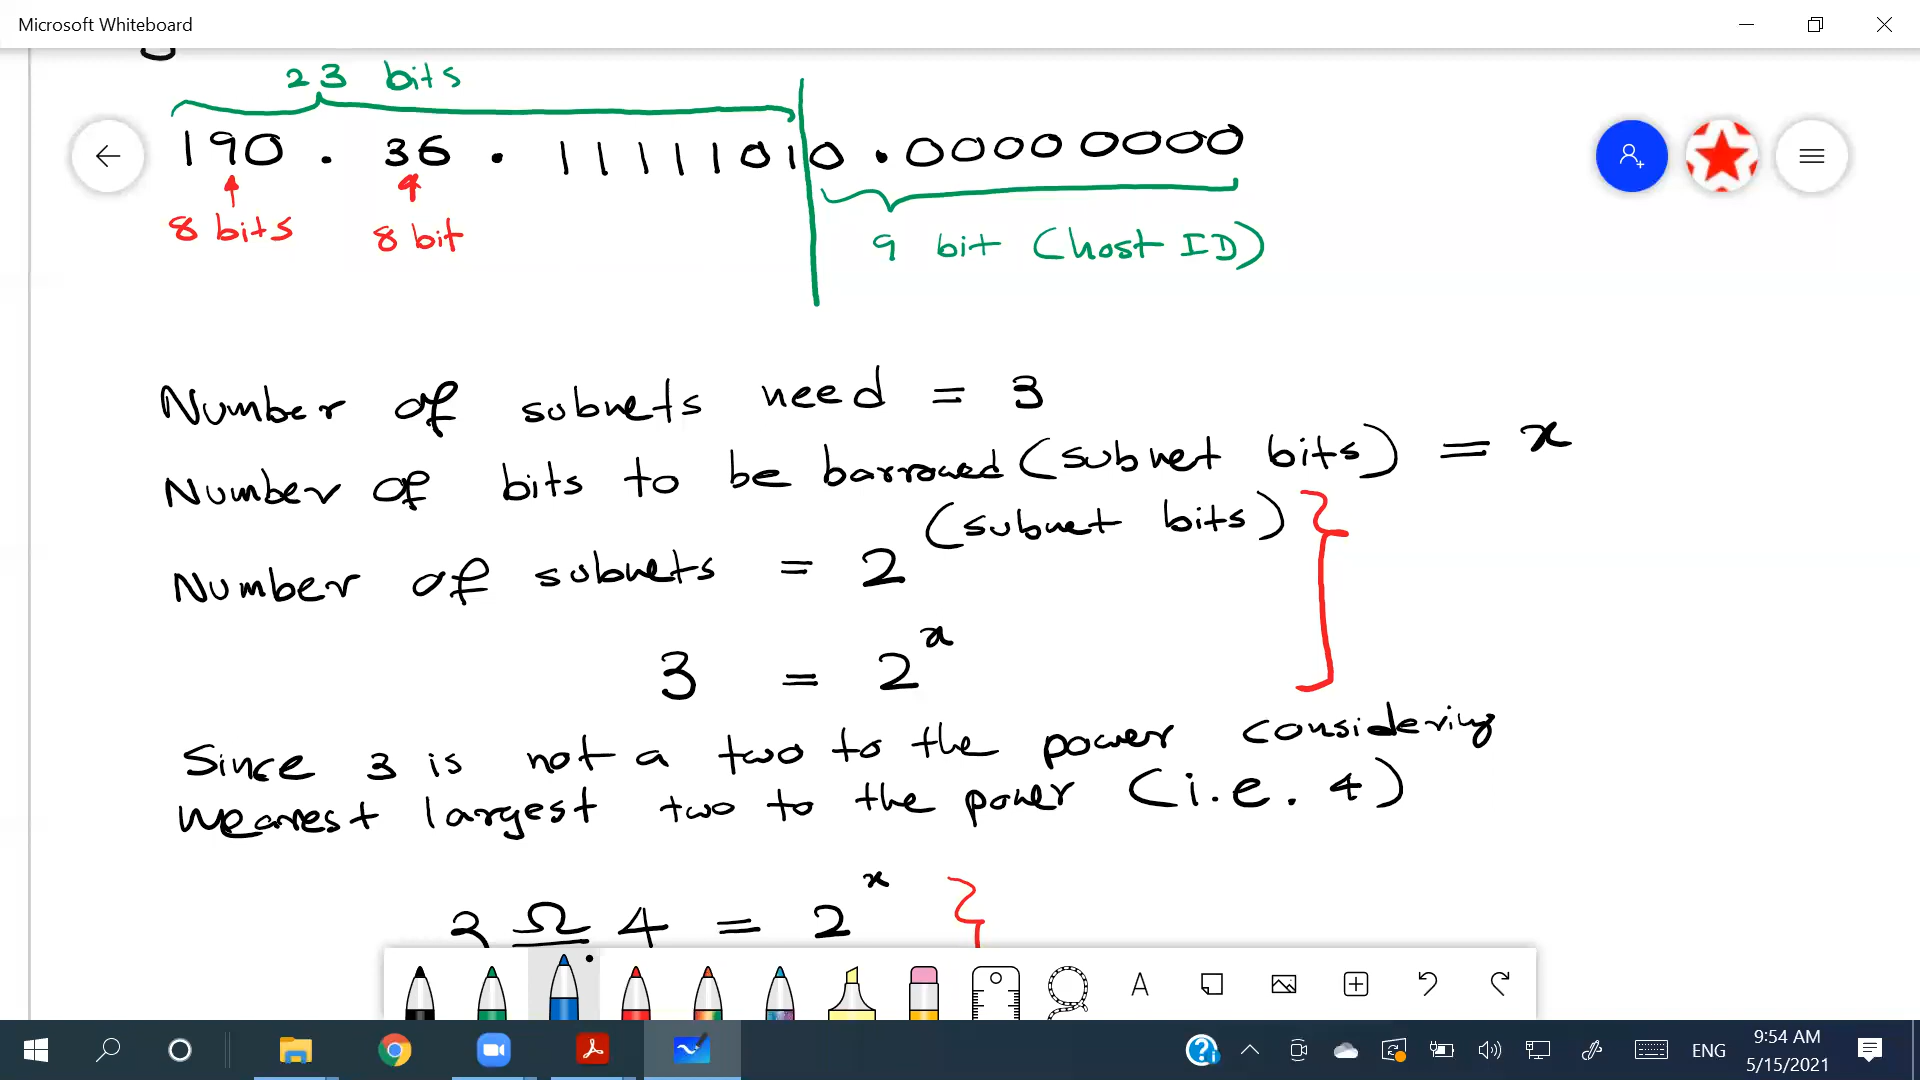 Microsoft Whiteboard
23 bits
190 . 36 . 11111010 . 00000000
8 bits 8 bit
9 bit (host ID)
Number of subnets need = 3
Number of bits to be barrowed (subnet bits) = x
(subnet bits)
Number of subnets = 2
3 = 2^x
Since 3 is not a two to the power considering
nearest largest two to the power (i.e. 4)
4 = 2^x
A
ENG
9:54 AM
5/15/2021